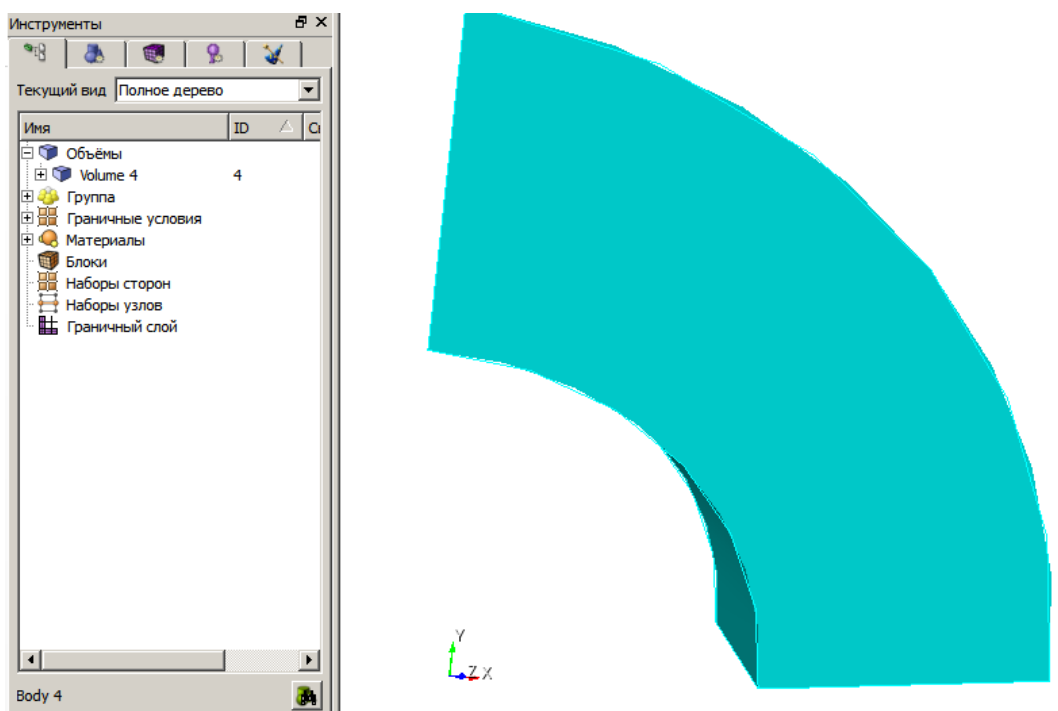 Инструменты
Текущий вид Полное дерево
Имя ID
Объёмы
Volume 4 4
Группа
Граничные условия
Материалы
Блоки
Наборы сторон
Наборы узлов
Граничный слой
Body 4
Y
Z X